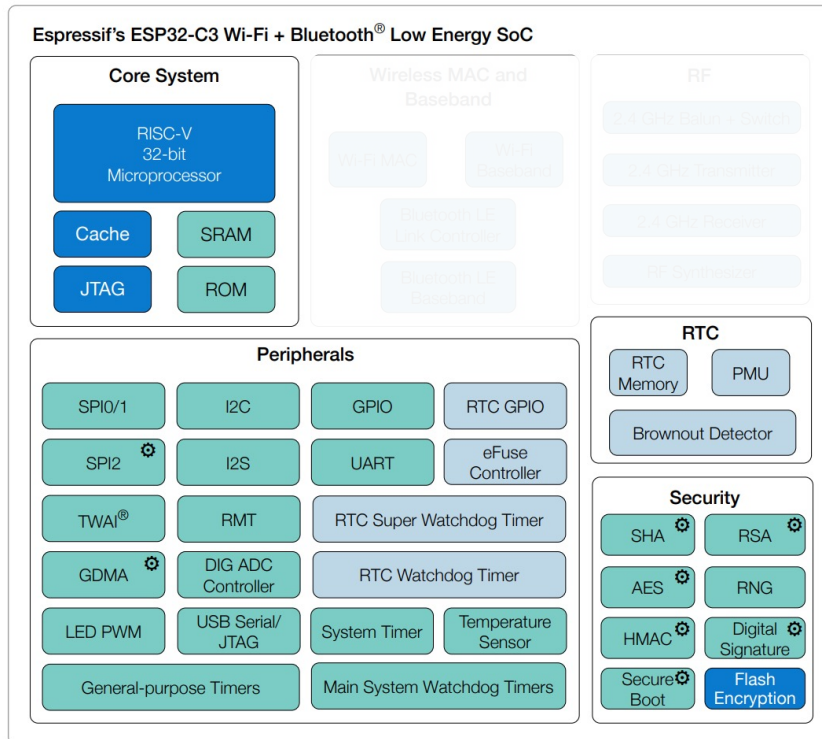 Espressif's ESP32-C3 Wi-Fi + Bluetooth® Low Energy SoC
Core System
RISC-V
32-bit
Microprocessor
Cache
SRAM
JTAG
ROM
Wireless MAC and
Baseband
Wi-Fi MAC
Wi-Fi
Baseband
Bluetooth LE
Link Controller
Bluetooth LE
Baseband
RF
2.4 GHz Balun + Switch
2.4 GHz Transmitter
2.4 GHz Receiver
RF Synthesizer
Peripherals
SPI0/1
I2C
GPIO
RTC GPIO
SPI2
I2S
UART
eFuse
Controller
TWAI®
RMT
RTC Super Watchdog Timer
GDMA
DIG ADC
Controller
RTC Watchdog Timer
LED PWM
USB Serial/
JTAG
System Timer
Temperature
Sensor
General-purpose Timers
Main System Watchdog Timers
RTC
RTC
Memory
PMU
Brownout Detector
Security
SHA
RSA
AES
RNG
HMAC
Digital
Signature
Secure
Boot
Flash
Encryption